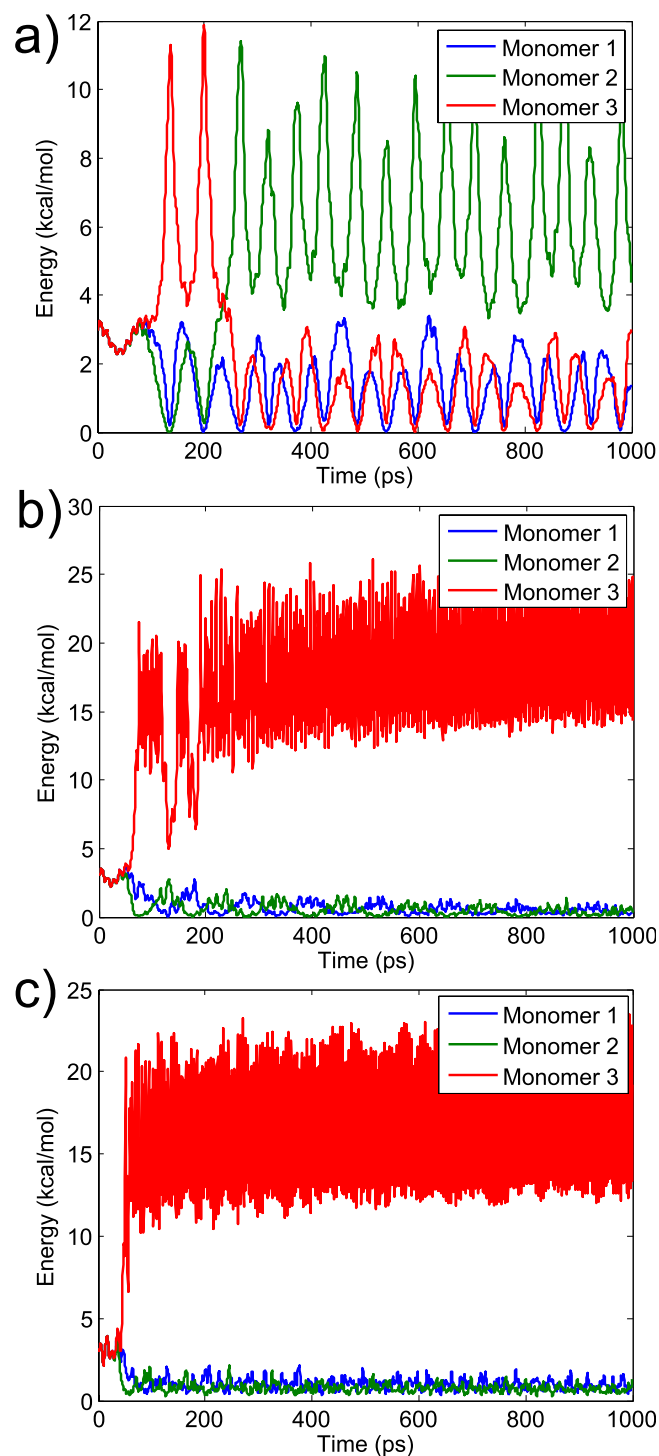 a)
12
10
8
6
4
2
0
Energy (kcal/mol)
Monomer 1
Monomer 2
Monomer 3
0 200 400 600 800 1000
Time (ps)
b)
30
25
20
15
10
5
0
Energy (kcal/mol)
Monomer 1
Monomer 2
Monomer 3
0 200 400 600 800 1000
Time (ps)
c)
25
20
15
10
5
0
Energy (kcal/mol)
Monomer 1
Monomer 2
Monomer 3
0 200 400 600 800 1000
Time (ps)